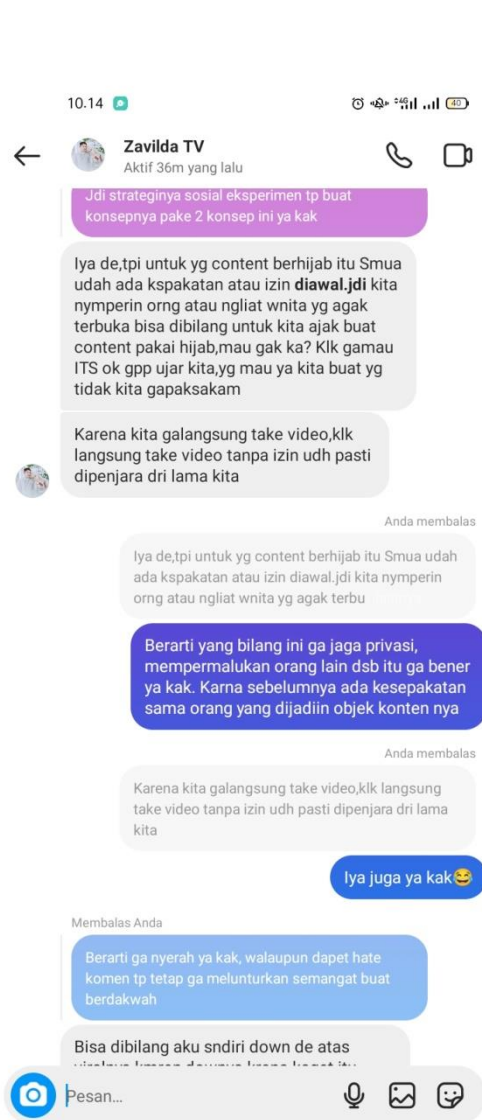 10.14
40
Zavilda TV
Aktif 36m yang lalu
Jdi strateginya sosial eksperimen tp buat
konsepnya pake 2 konsep ini ya kak
Iya de,tpi untuk yg content berhijab itu Smua
udah ada kspakatan atau izin diawal.jdi kita
nymperin orng atau ngliat wnita yg agak
terbuka bisa dibilang untuk kita ajak buat
content pakai hijab,mau gak ka? Klk gamau
ITS ok gpp ujar kita,yg mau ya kita buat yg
tidak kita gapaksakam
Karena kita galangsung take video,klk
langsung take video tanpa izin udh pasti
dipenjara dri lama kita
Anda membalas
Iya de,tpi untuk yg content berhijab itu Smua udah
ada kspakatan atau izin diawal.jdi kita nymperin
orng atau ngliat wnita yg agak terbu
Berarti yang bilang ini ga jaga privasi,
mempermalukan orang lain dsb itu ga bener
ya kak. Karna sebelumnya ada kesepakatan
sama orang yang dijadiin objek konten nya
Anda membalas
Karena kita galangsung take video,klk langsung
take video tanpa izin udh pasti dipenjara dri lama
kita
Iya juga ya kak😂
Membalas Anda
Berarti ga nyerah ya kak, walaupun dapet hate
komen tp tetap ga melunturkan semangat buat
berdakwah
Bisa dibilang aku sndiri down de atas
Pesan...